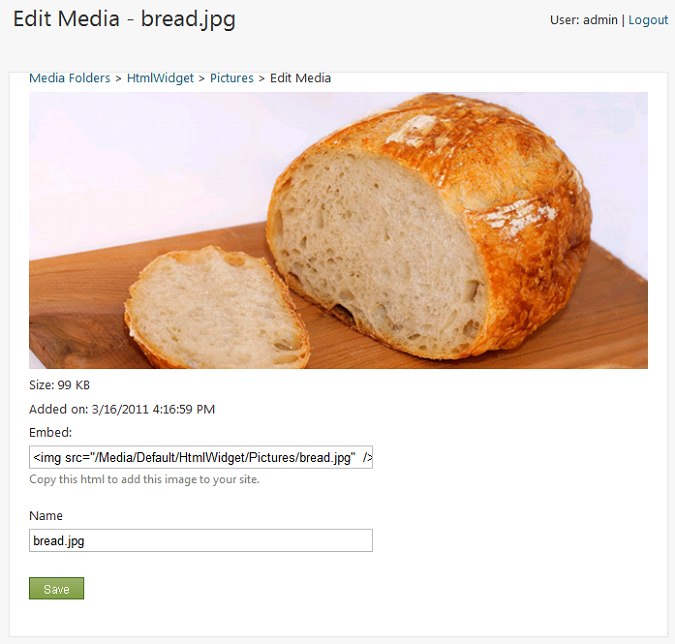 Edit Media - bread.jpg
User: admin | Logout
Media Folders > HtmlWidget > Pictures > Edit Media
Size: 99 KB
Added on: 3/16/2011 4:16:59 PM
Embed:
<img src="/Media/Default/HtmlWidget/Pictures/bread.jpg"  />
Copy this html to add this image to your site.
Name
bread.jpg
Save